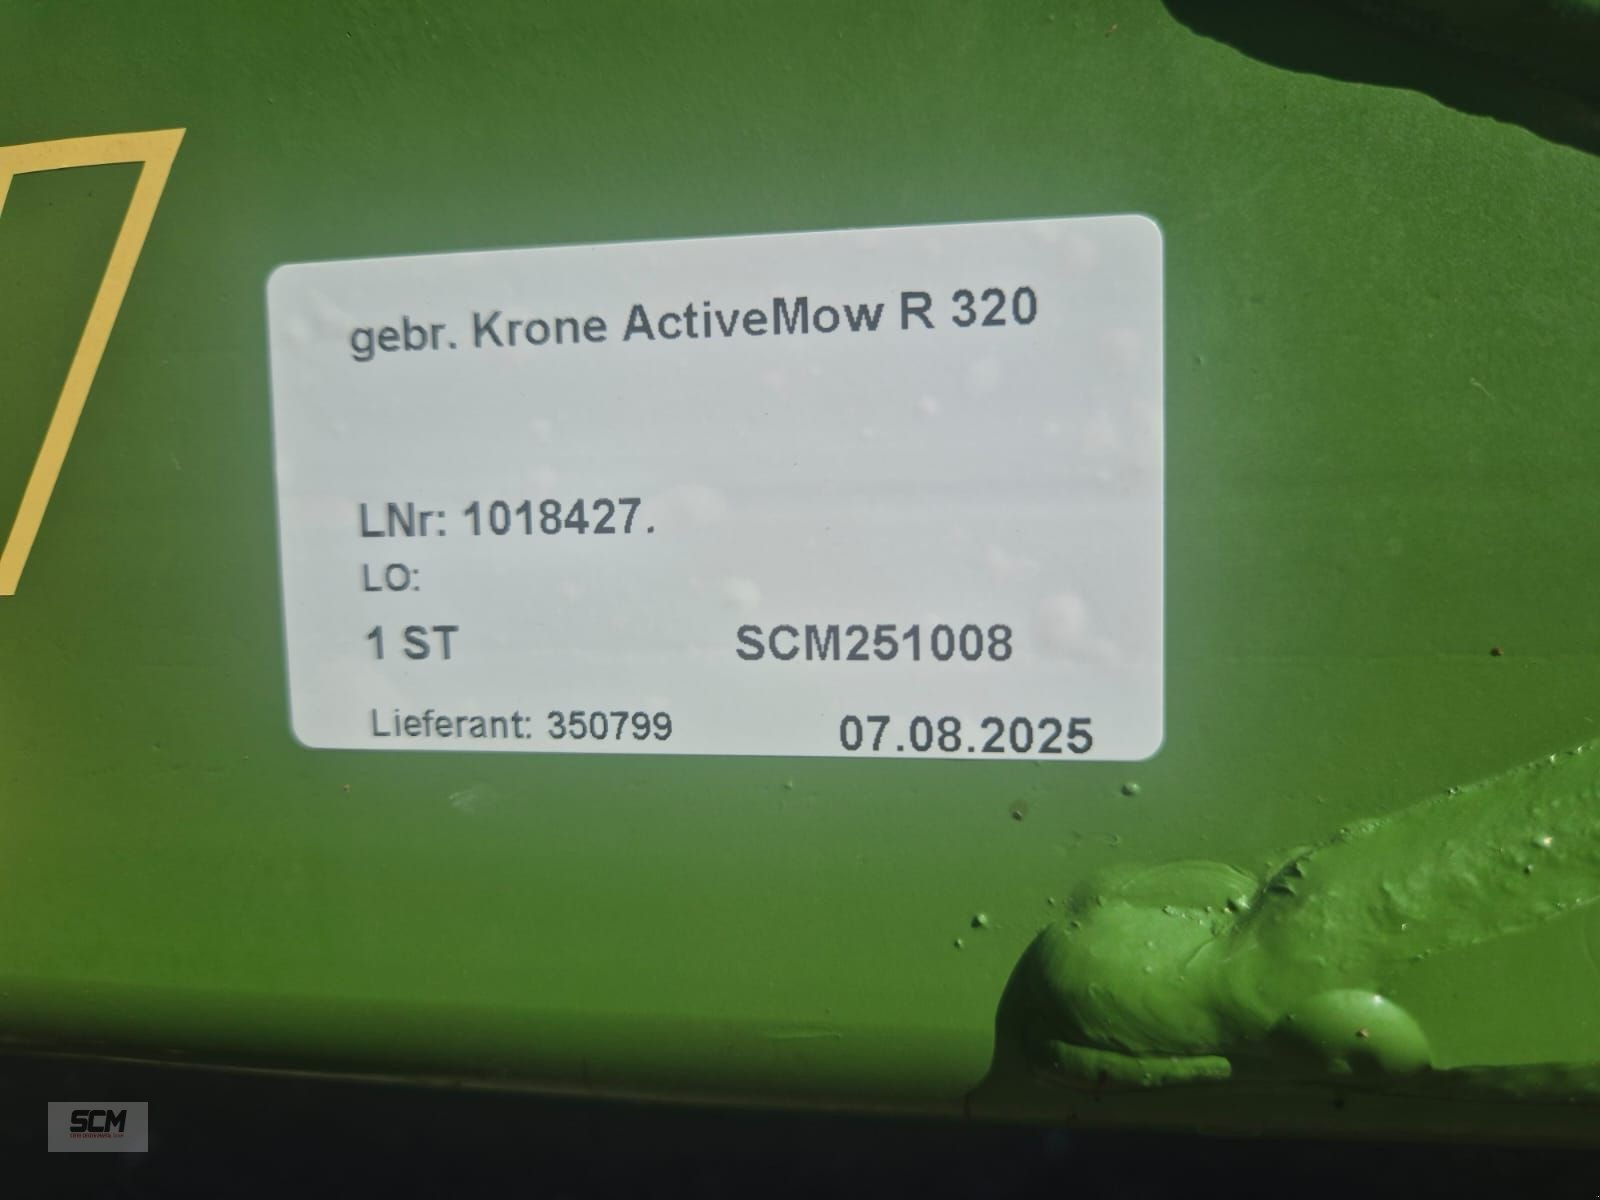 gebr. Krone ActiveMow R 320
LNr: 1018427.
LO:
1 ST SCM251008
Lieferant: 350799 07.08.2025
SCM